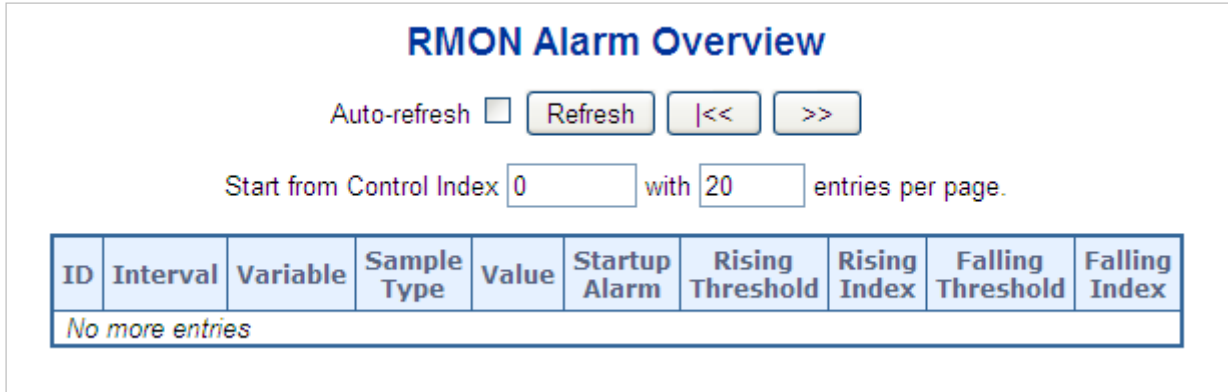 RMON Alarm Overview
Auto-refresh Refresh |<< >>
Start from Control Index 0 with 20 entries per page.
ID Interval Variable Sample Type Value Startup Alarm Rising Threshold Rising Index Falling Threshold Falling Index
No more entries